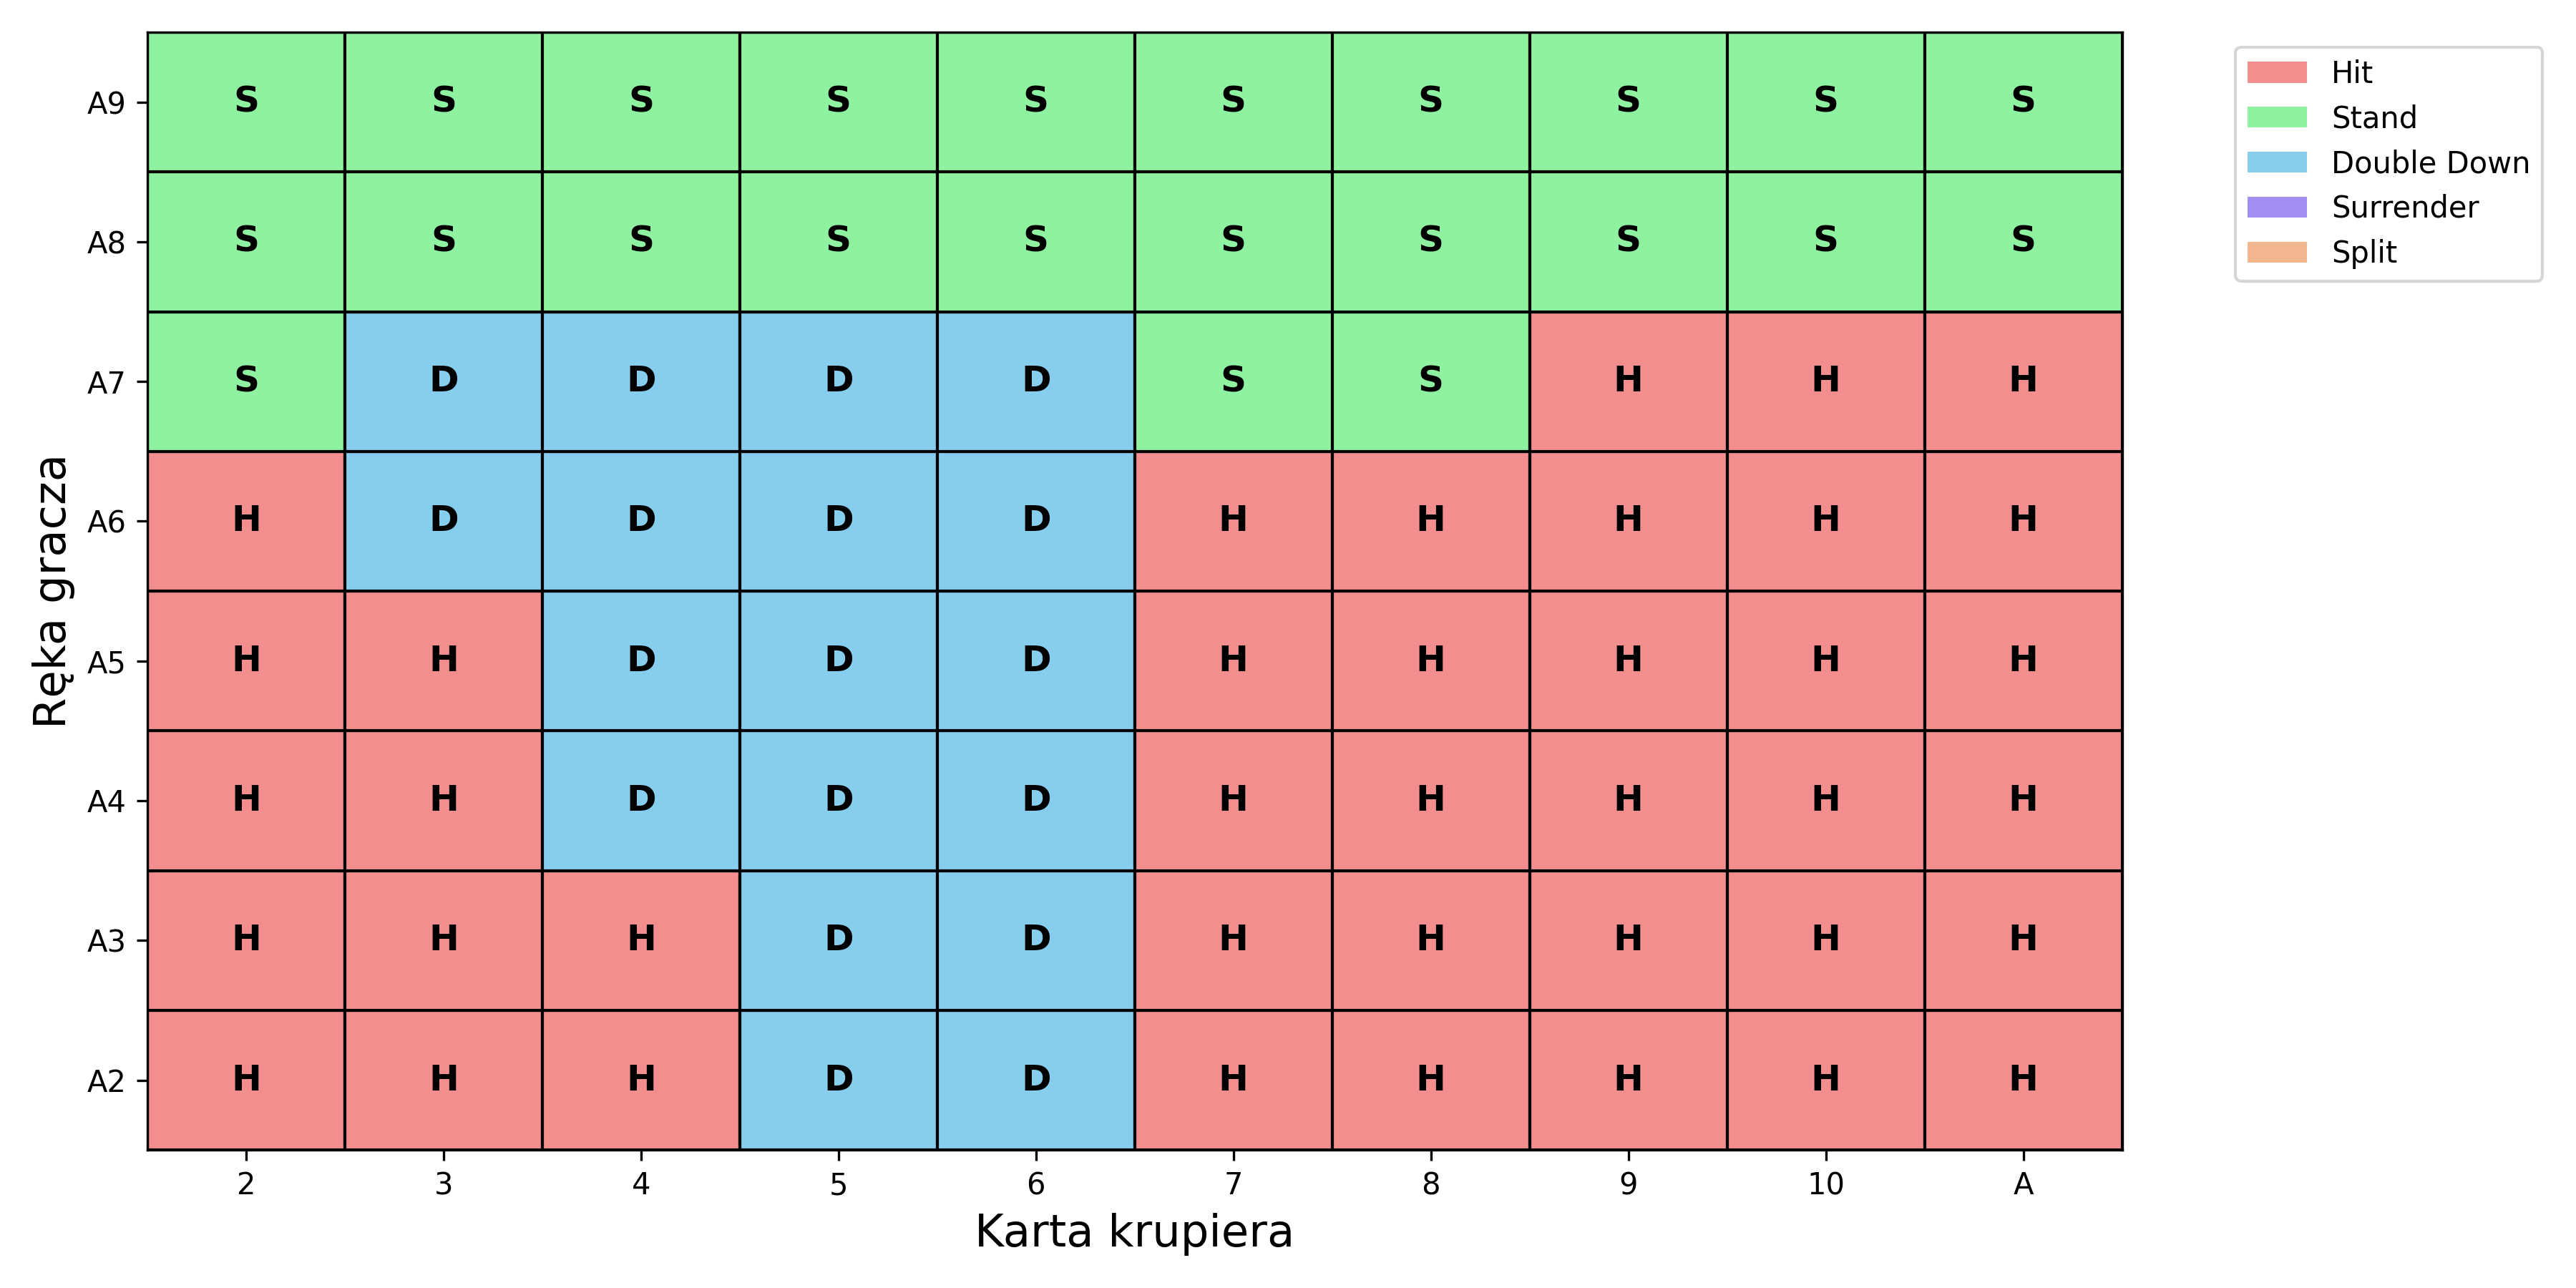 A9 S S S S S S S S S S
A8 S S S S S S S S S S
A7 S D D D D S S H H H
A6 H D D D D H H H H H
A5 H H D D D H H H H H
A4 H H D D D H H H H H
A3 H H H D D H H H H H
A2 H H H D D H H H H H
2 3 4 5 6 7 8 9 10 A
Karta krupiera
Ręka gracza
Hit
Stand
Double Down
Surrender
Split